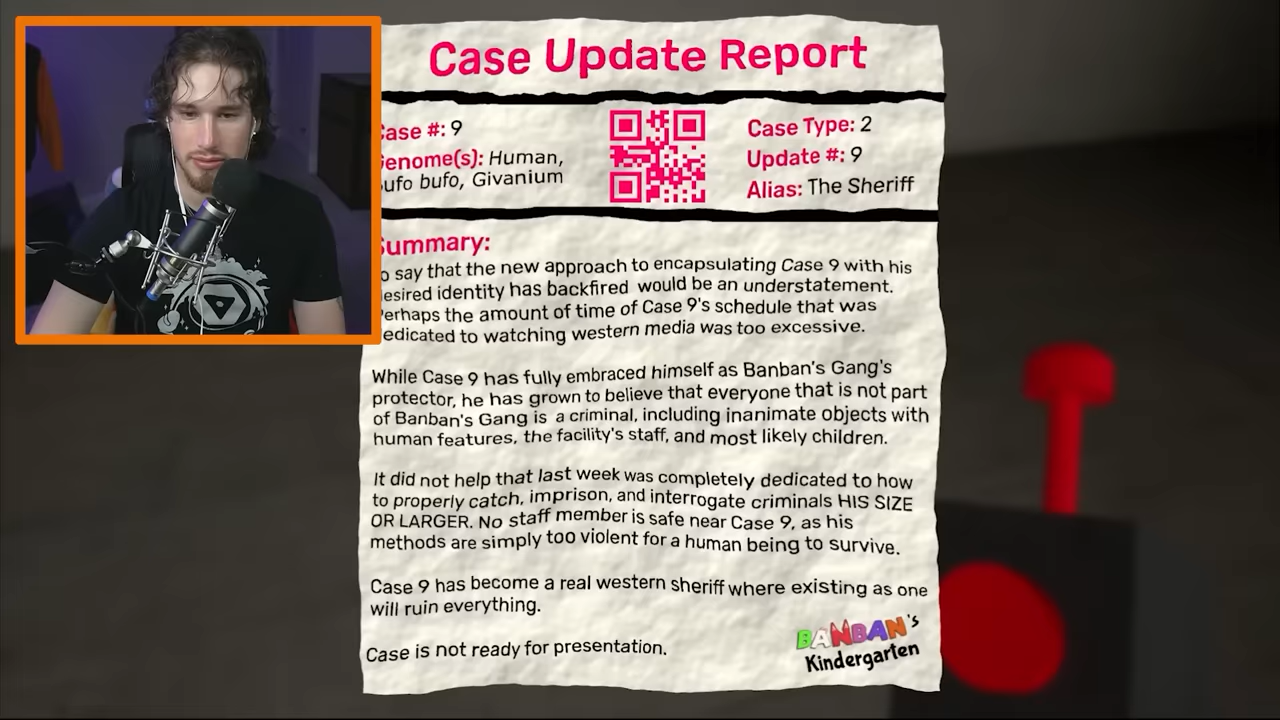 Case Update Report
ase #: 9
enome(s): Human,
ufo bufo, Givanium
Case Type: 2
Update #: 9
Alias: The Sheriff
ummary:
o say that the new approach to encapsulating Case 9 with his
esired identity has backfired would be an understatement.
erhaps the amount of time of Case 9's schedule that was
edicated to watching western media was too excessive.
While Case 9 has fully embraced himself as Banban's Gang's
protector, he has grown to believe that everyone that is not part
of Banban's Gang is a criminal, including inanimate objects with
human features, the facility's staff, and most likely children.
It did not help that last week was completely dedicated to how
to properly catch, imprison, and interrogate criminals HIS SIZE
OR LARGER. No staff member is safe near Case 9, as his
methods are simply too violent for a human being to survive.
Case 9 has become a real western sheriff where existing as one
will ruin everything.
Case is not ready for presentation.
BANBAN's
Kindergarten